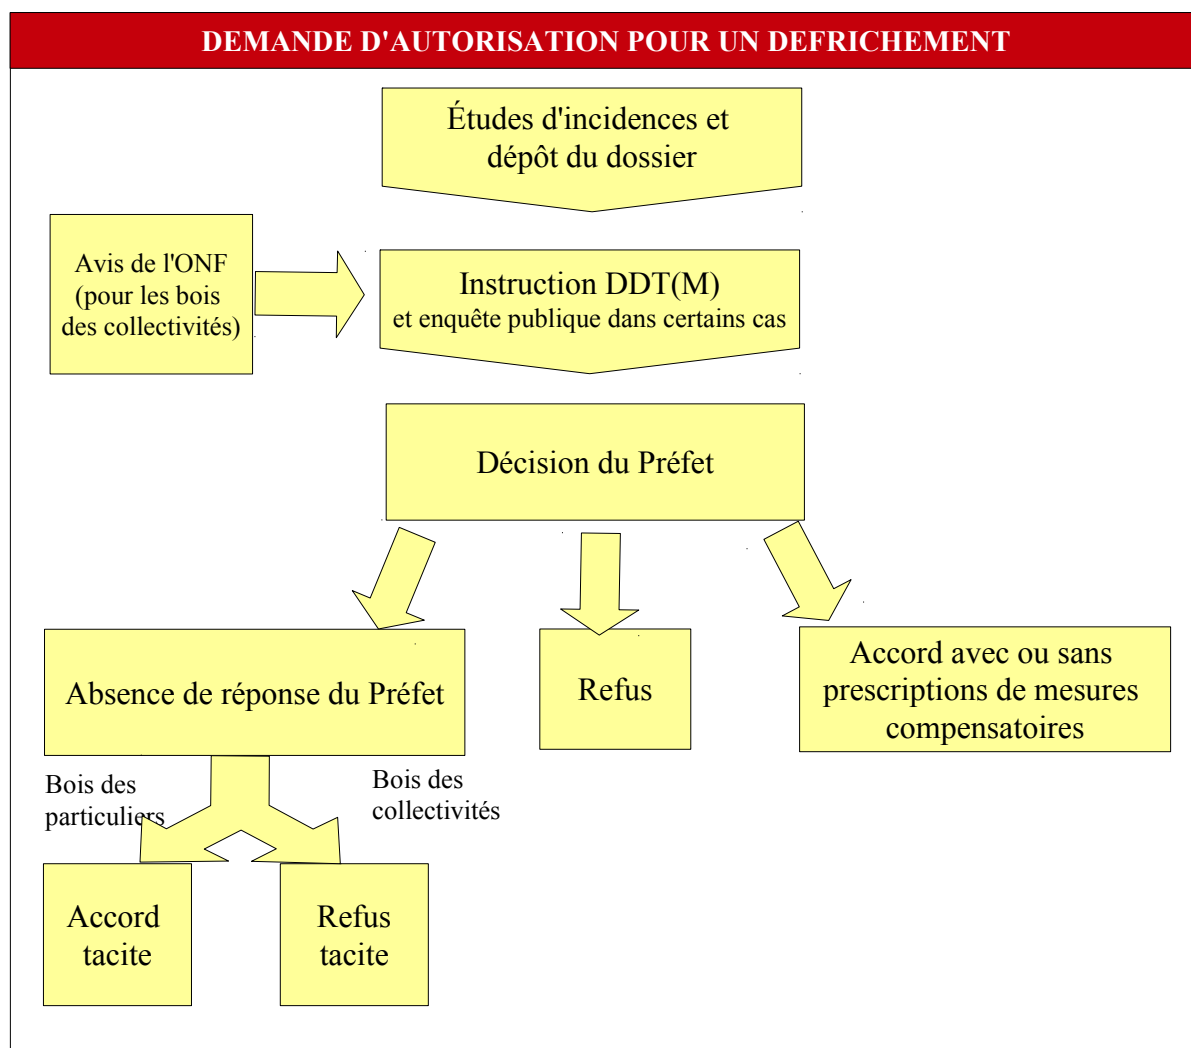 DEMANDE D'AUTORISATION POUR UN DEFRICHEMENT
Études d'incidences et
dépôt du dossier
Avis de l'ONF
(pour les bois
des collectivités)
Instruction DDT(M)
et enquête publique dans certains cas
Décision du Préfet
Absence de réponse du Préfet
Refus
Accord avec ou sans
prescriptions de mesures
compensatoires
Bois des
particuliers
Bois des
collectivités
Accord
tacite
Refus
tacite